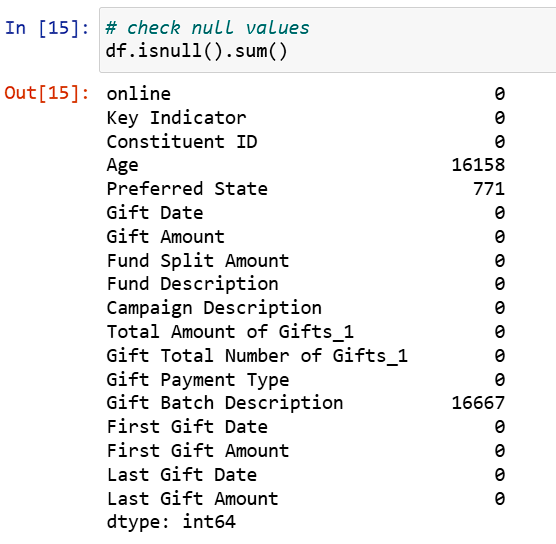 In [15]: # check null values
df.isnull().sum()
Out[15]: online 0
Key Indicator 0
Constituent ID 0
Age 16158
Preferred State 771
Gift Date 0
Gift Amount 0
Fund Split Amount 0
Fund Description 0
Campaign Description 0
Total Amount of Gifts_1 0
Gift Total Number of Gifts_1 0
Gift Payment Type 0
Gift Batch Description 16667
First Gift Date 0
First Gift Amount 0
Last Gift Date 0
Last Gift Amount 0
dtype: int64